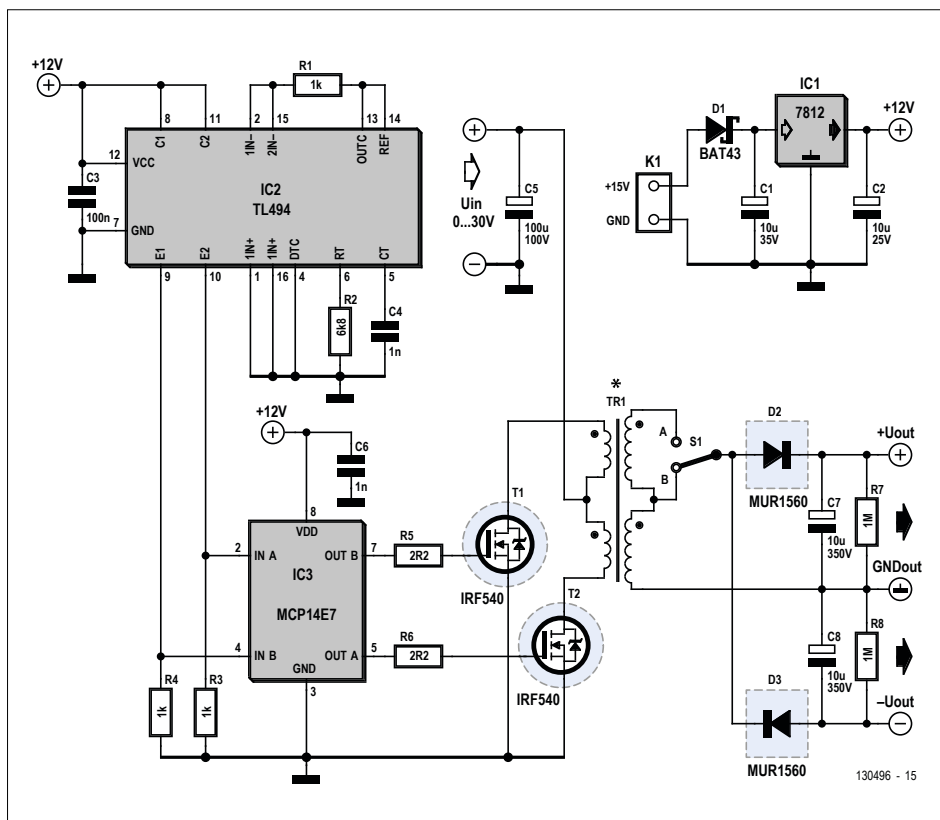 +12V
R1
1k
8
11
2
15
13
14
C1
C2
1IN–
2IN–
OUTC
REF
12
VCC
C3
100n
7
GND
IC2
TL494
E1
E2
1IN+
1IN+
DTC
RT
CT
9
10
1
16
4
6
5
R2
6k8
C4
1n
Uin
0...30V
C5
100u
100V
K1
+15V
GND
D1
BAT43
IC1
7812
+12V
C1
10u
35V
C2
10u
25V
+12V
C6
1n
8
VDD
2
IN A
OUT B
7
IC3
MCP14E7
4
IN B
OUT A
5
GND
3
R4
1k
R3
1k
R5
2R2
R6
2R2
T1
IRF540
T2
IRF540
*
TR1
A
B
S1
D2
MUR1560
D3
MUR1560
+Uout
C7
10u
350V
R7
1M
GNDout
C8
10u
350V
R8
1M
–Uout
130496 - 15